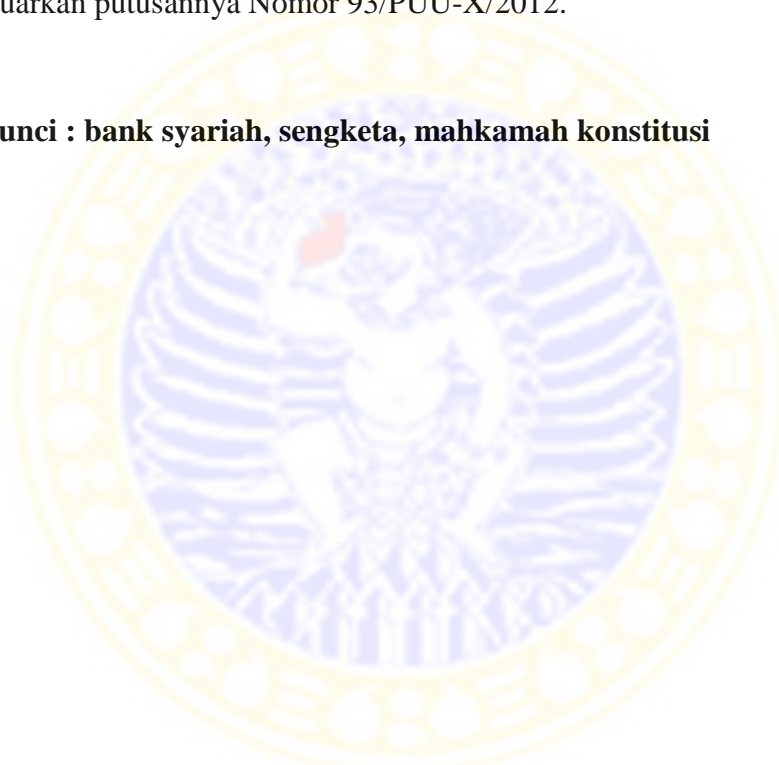 uarkan putusannya Nomor 93/PUU-X/2012.
unci : bank syariah, sengketa, mahkamah konstitusi